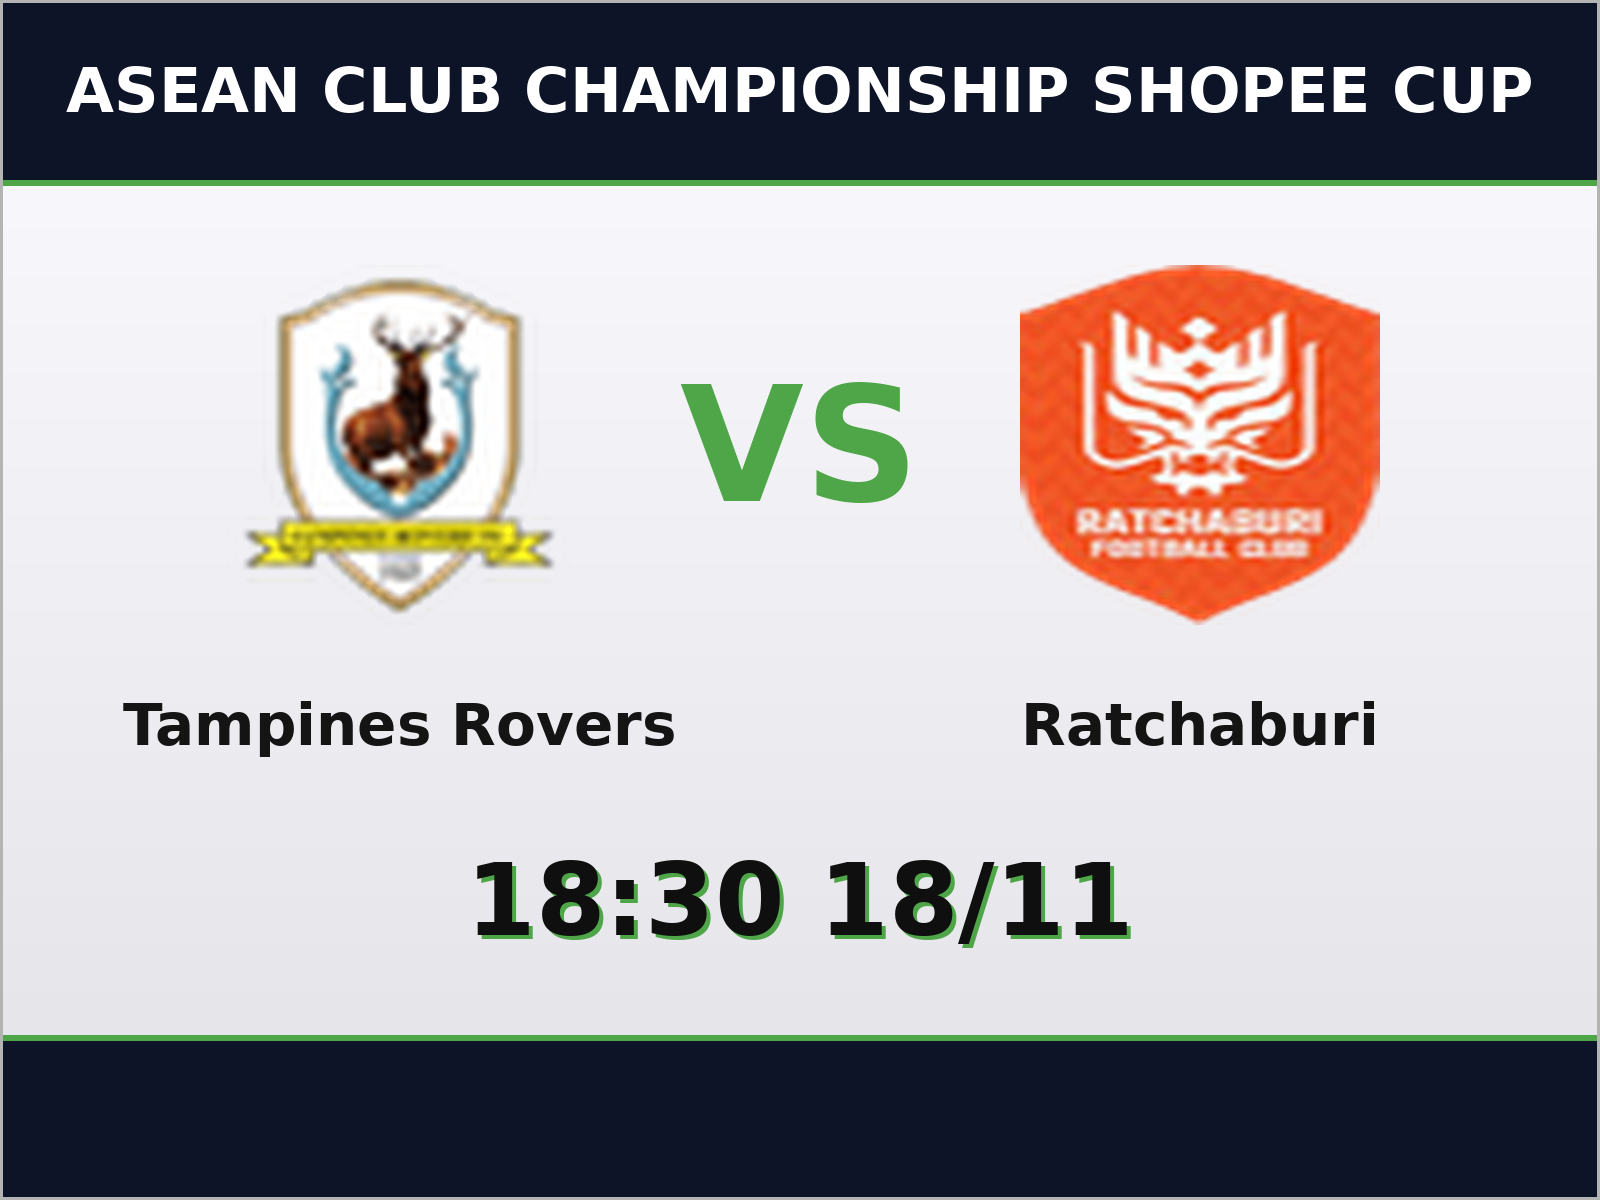 ASEAN CLUB CHAMPIONSHIP SHOPEE CUP
VS
RATCHABURI
FOOTBALL CLUB
Tampines Rovers
Ratchaburi
18:30 18/11